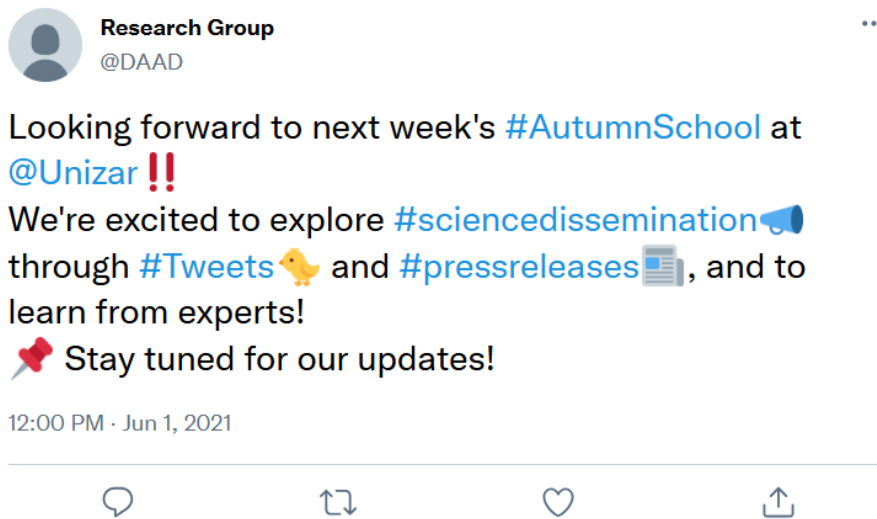 Research Group
@DAAD
Looking forward to next week's #AutumnSchool at
@Unizar‼️
We're excited to explore #sciencedissemination📣
through #Tweets🐤 and #pressreleases📰, and to
learn from experts!
📌 Stay tuned for our updates!
12:00 PM · Jun 1, 2021